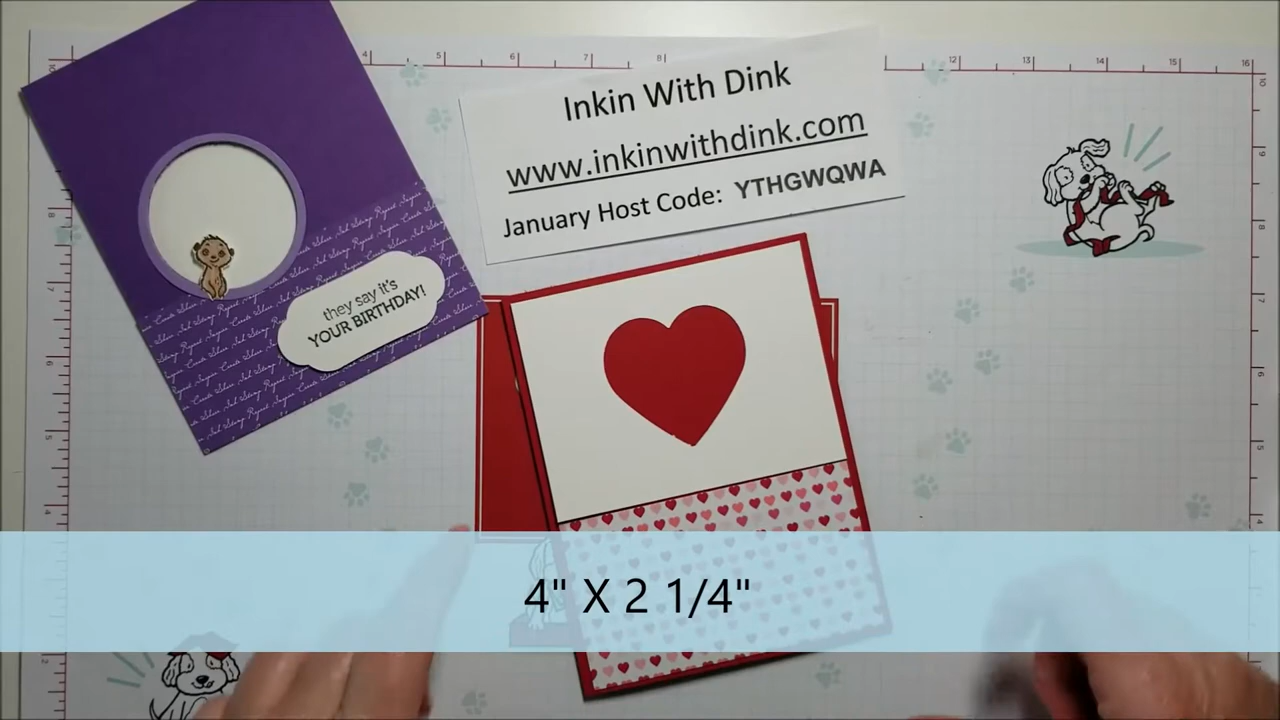 Inkin With Dink
www.inkinwithdink.com
January Host Code: YTHGWQWA
they say it's
YOUR BIRTHDAY!
4" X 2 1/4"